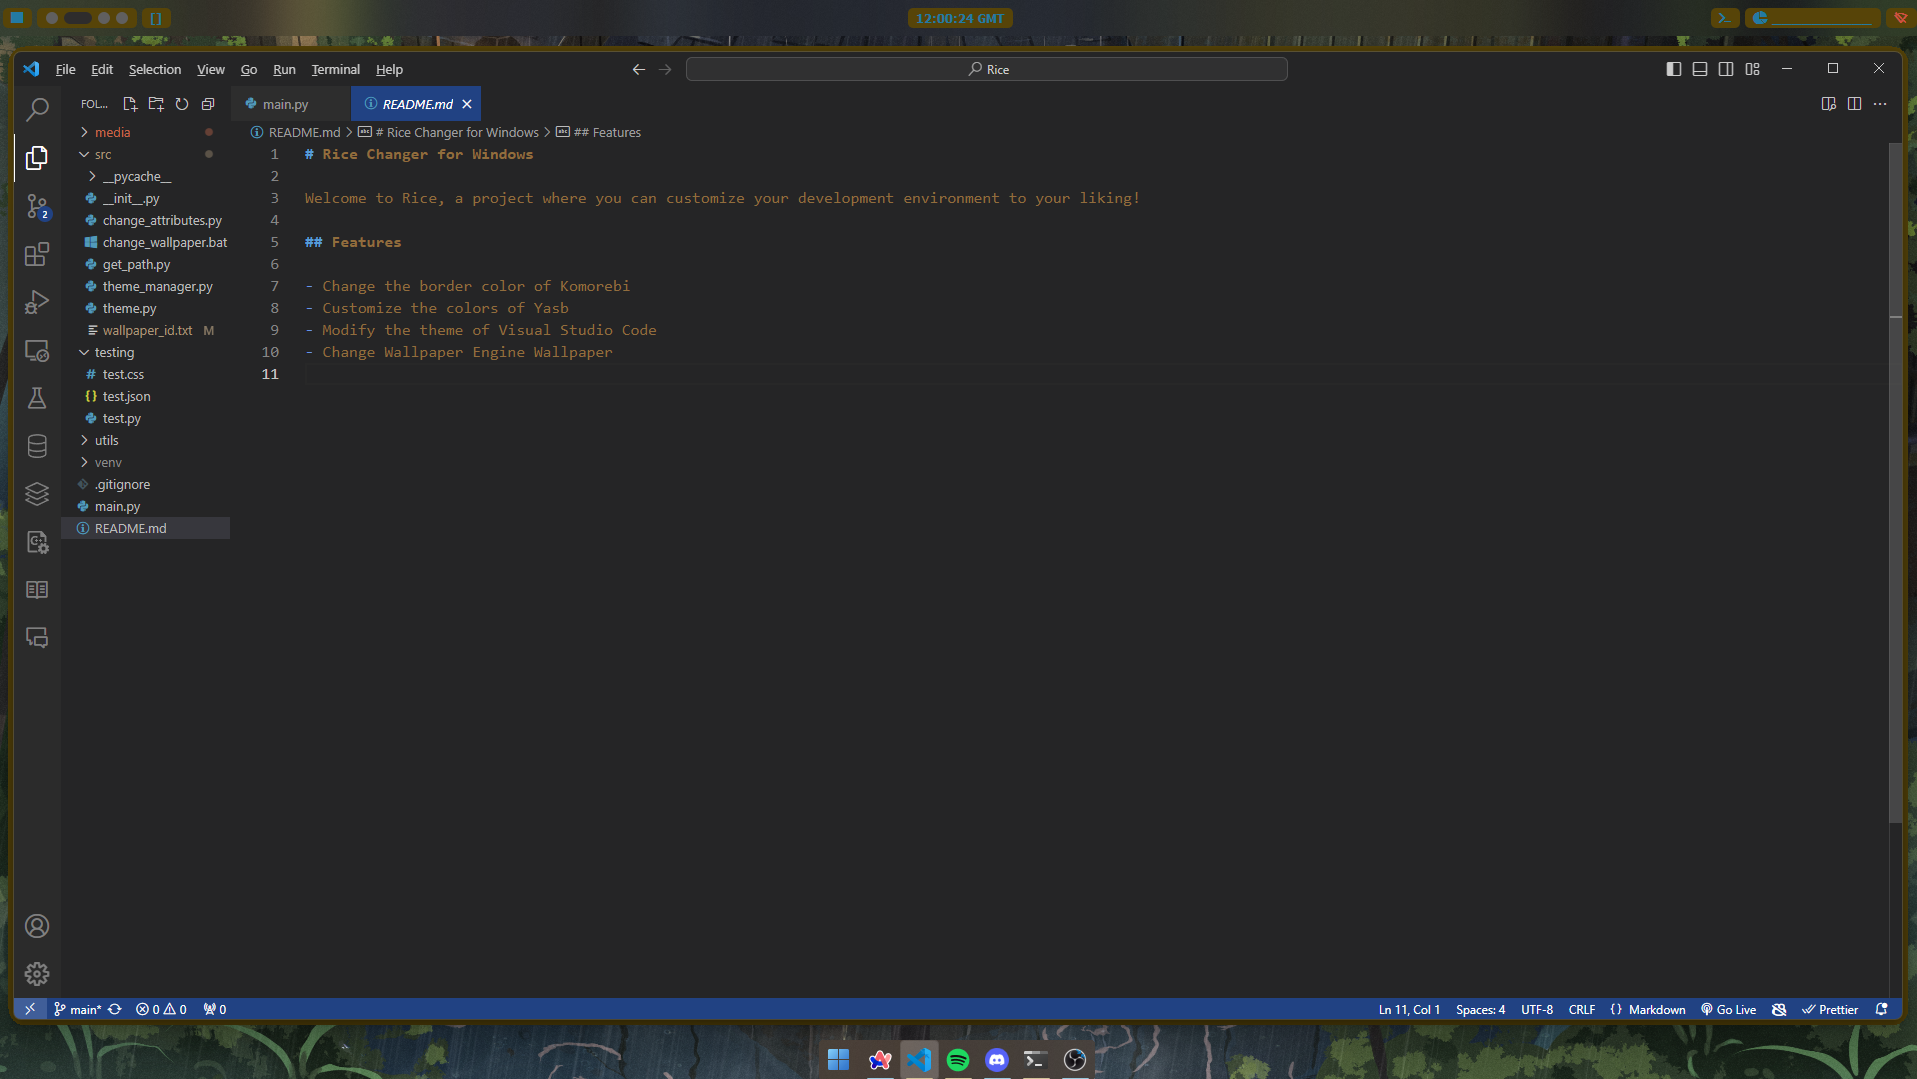 12:00:24 GMT
File Edit Selection View Go Run Terminal Help
Rice
FOL...
main.py
README.md
README.md > # Rice Changer for Windows > ## Features
media
src
__pycache__
__init__.py
change_attributes.py
change_wallpaper.bat
get_path.py
theme_manager.py
theme.py
wallpaper_id.txt M
testing
# test.css
{} test.json
test.py
utils
venv
.gitignore
main.py
README.md
2
1 # Rice Changer for Windows
2
3 Welcome to Rice, a project where you can customize your development environment to your liking!
4
5 ## Features
6
7 - Change the border color of Komorebi
8 - Customize the colors of Yasb
9 - Modify the theme of Visual Studio Code
10 - Change Wallpaper Engine Wallpaper
11
main* 0 0 0
Ln 11, Col 1 Spaces: 4 UTF-8 CRLF {} Markdown Go Live Prettier